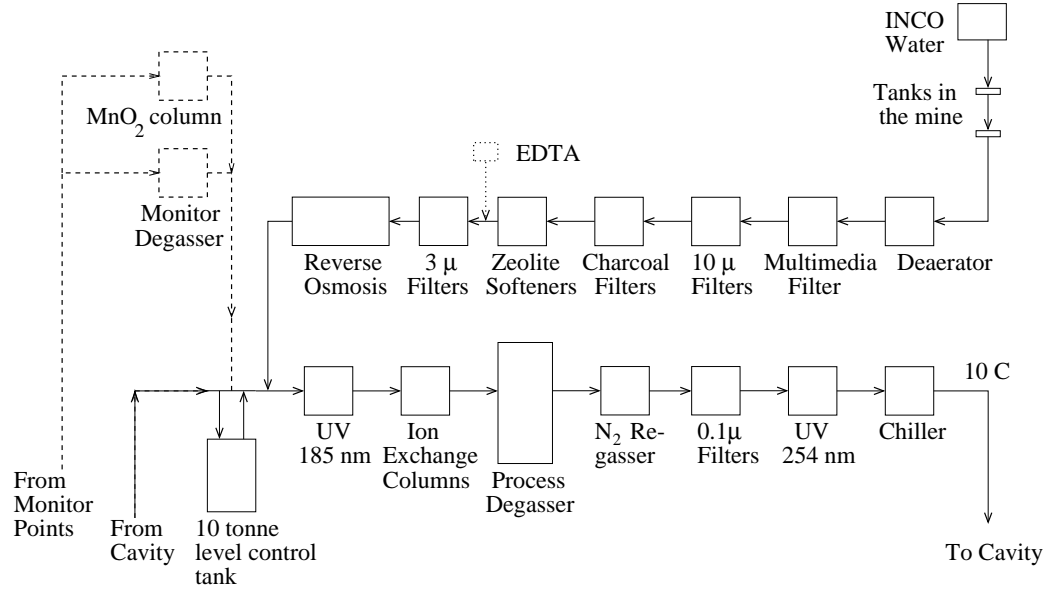 INCO
Water
Tanks in
the mine
MnO2 column
Monitor
Degasser
EDTA
Reverse
Osmosis
3 μ
Filters
Zeolite
Softeners
Charcoal
Filters
10 μ
Filters
Multimedia
Filter
Deaerator
10 C
UV
185 nm
Ion
Exchange
Columns
Process
Degasser
N2 Re-
gasser
0.1μ
Filters
UV
254 nm
Chiller
From
Monitor
Points
From
Cavity
10 tonne
level control
tank
To Cavity